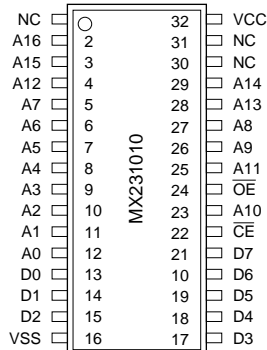 NC 32 VCC
A16 2 31 NC
A15 3 30 NC
A12 4 29 A14
A7 5 28 A13
A6 6 27 A8
A5 7 26 A9
A4 8 25 A11
A3 9 24 O̅E̅
A2 10 23 A10
A1 11 22 C̅E̅
A0 12 21 D7
D0 13 10 D6
D1 14 19 D5
D2 15 18 D4
VSS 16 17 D3
MX231010